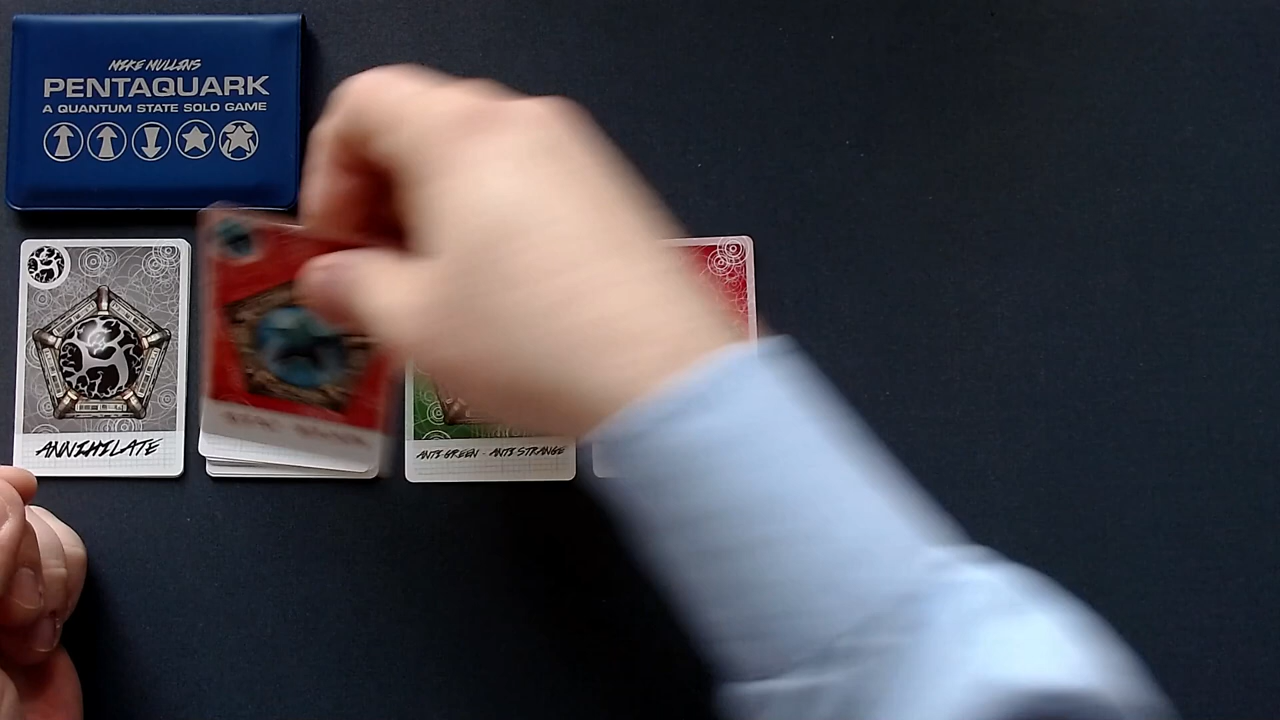 MIKE MULLINS
PENTAQUARK
A QUANTUM STATE SOLO GAME
ANNIHILATE
ANTI GREEN - ANTI STRANGE